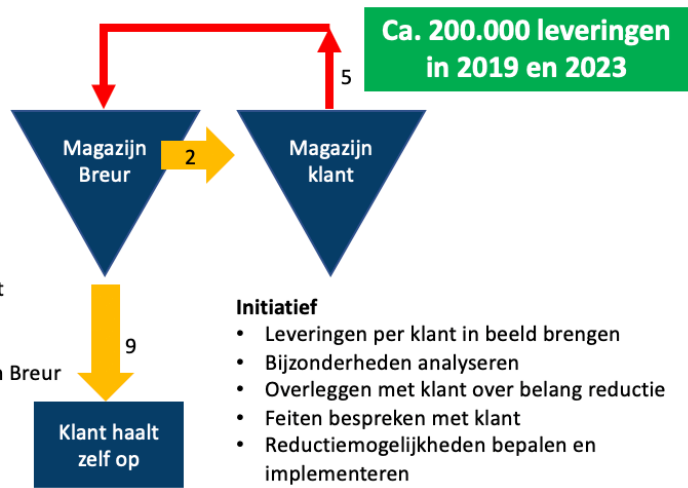 Ca. 200.000 leveringen
in 2019 en 2023
5
Magazijn
Breur
2
Magazijn
klant
t
9
n Breur
Klant haalt
zelf op
Initiatief
• Leveringen per klant in beeld brengen
• Bijzonderheden analyseren
• Overleggen met klant over belang reductie
• Feiten bespreken met klant
• Reductiemogelijkheden bepalen en
implementeren